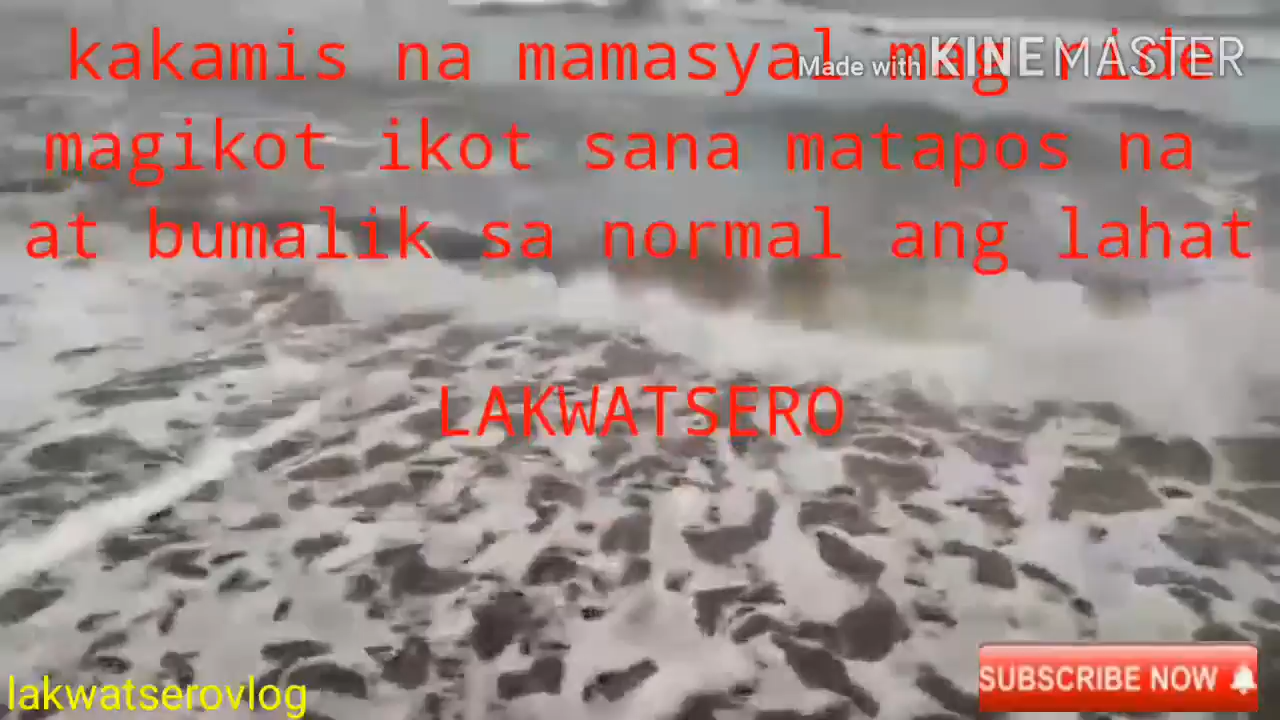 kakamis na mamasyal mag ride
Made with KINEMASTER
magikot ikot sana matapos na
at bumalik sa normal ang lahat
LAKWATSERO
SUBSCRIBE NOW
lakwatserovlog